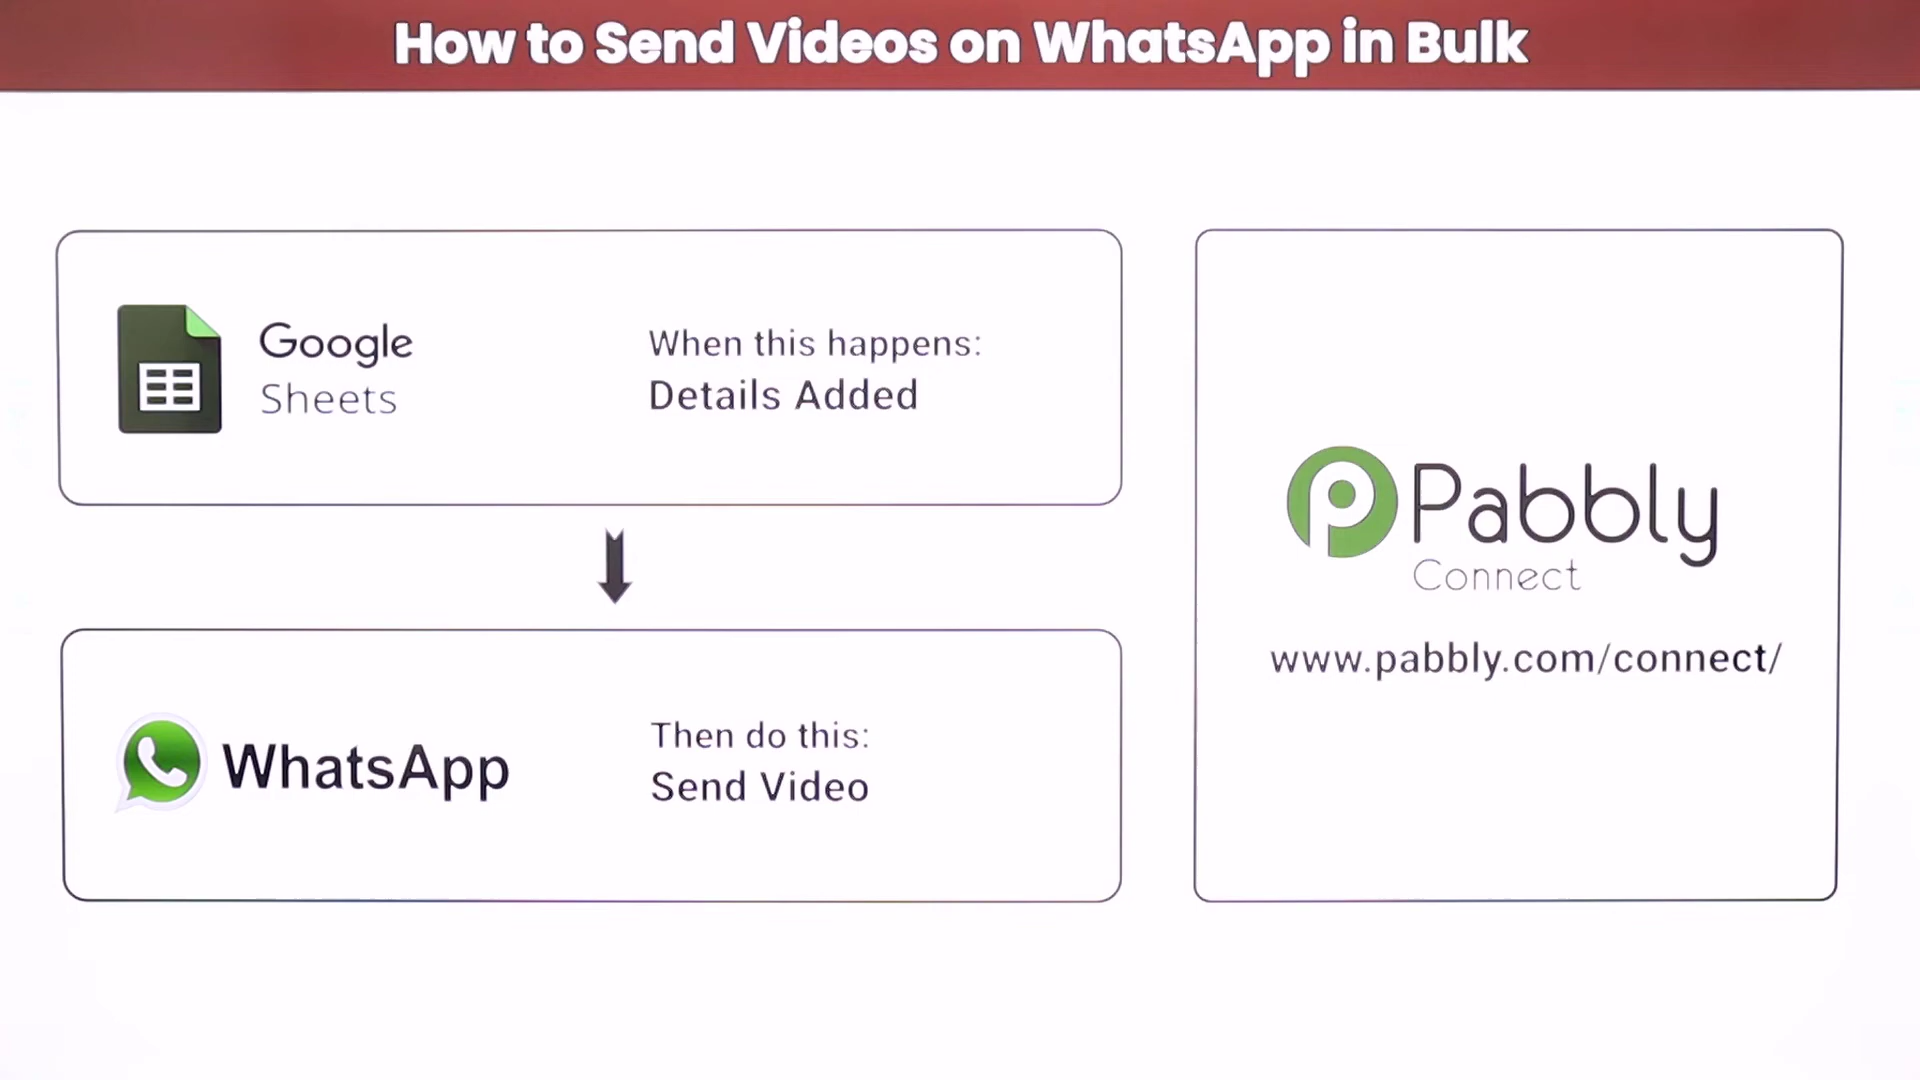 How to Send Videos on WhatsApp in Bulk
Google
Sheets
When this happens:
Details Added
WhatsApp
Then do this:
Send Video
Pabbly
Connect
www.pabbly.com/connect/